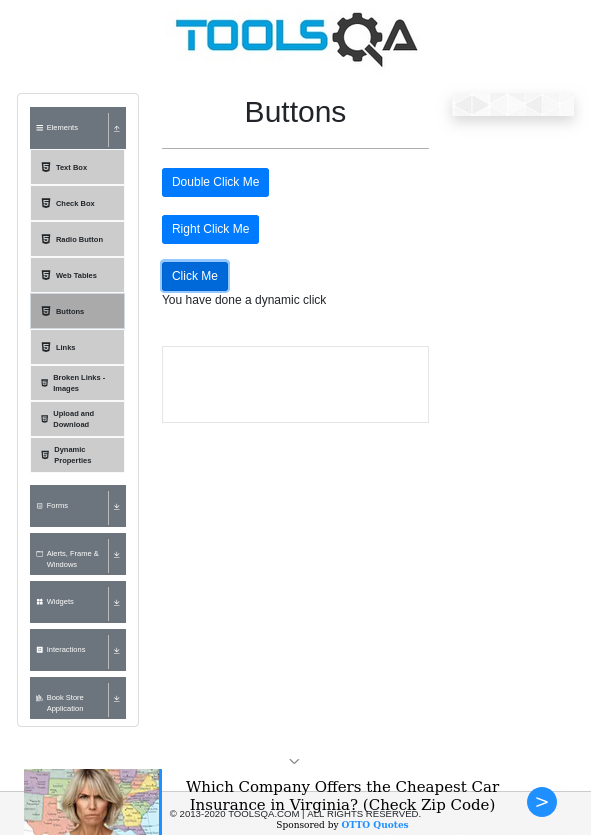 TOOLSQA
Elements
Text Box
Check Box
Radio Button
Web Tables
Buttons
Links
Broken Links -
Images
Upload and
Download
Dynamic
Properties
Forms
Alerts, Frame &
Windows
Widgets
Interactions
Book Store
Application
Buttons
Double Click Me
Right Click Me
Click Me
You have done a dynamic click
Which Company Offers the Cheapest Car
Insurance in Virginia? (Check Zip Code)
© 2013-2020 TOOLSQA.COM | ALL RIGHTS RESERVED.
Sponsored by OTTO Quotes